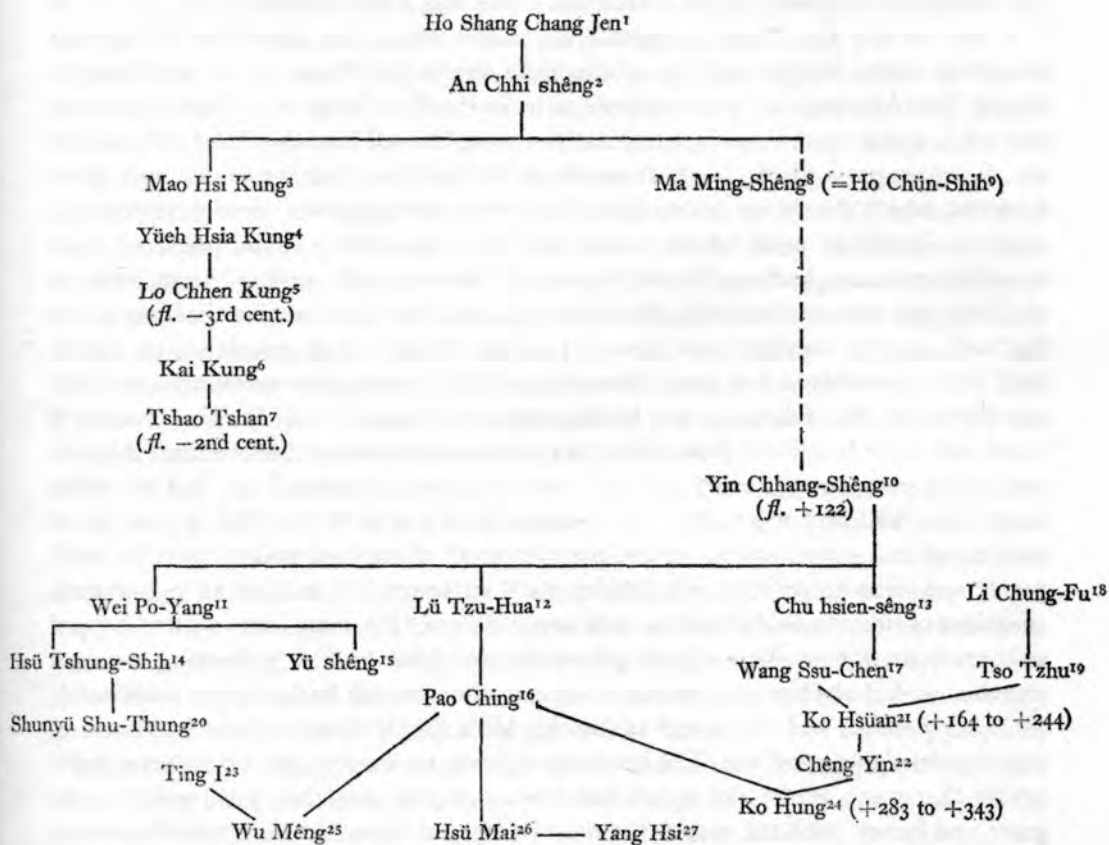 Ho Shang Chang Jen¹
An Chhi shêng²
Mao Hsi Kung³ Ma Ming-Shêng⁸ (=Ho Chün-Shih⁹)
Yüeh Hsia Kung⁴
Lo Chhen Kung⁵
(fl. −3rd cent.)
Kai Kung⁶
Tshao Tshan⁷
(fl. −2nd cent.)
Yin Chhang-Shêng¹⁰
(fl. +122)
Wei Po-Yang¹¹ Lü Tzu-Hua¹² Chu hsien-sêng¹³ Li Chung-Fu¹⁸
Hsü Tshung-Shih¹⁴ Yü shêng¹⁵ Wang Ssu-Chen¹⁷ Tso Tzhu¹⁹
Pao Ching¹⁶
Shunyü Shu-Thung²⁰ Ko Hsüan²¹ (+164 to +244)
Ting I²³ Chêng Yin²²
Ko Hung²⁴ (+283 to +343)
Wu Mêng²⁵ Hsü Mai²⁶ Yang Hsi²⁷